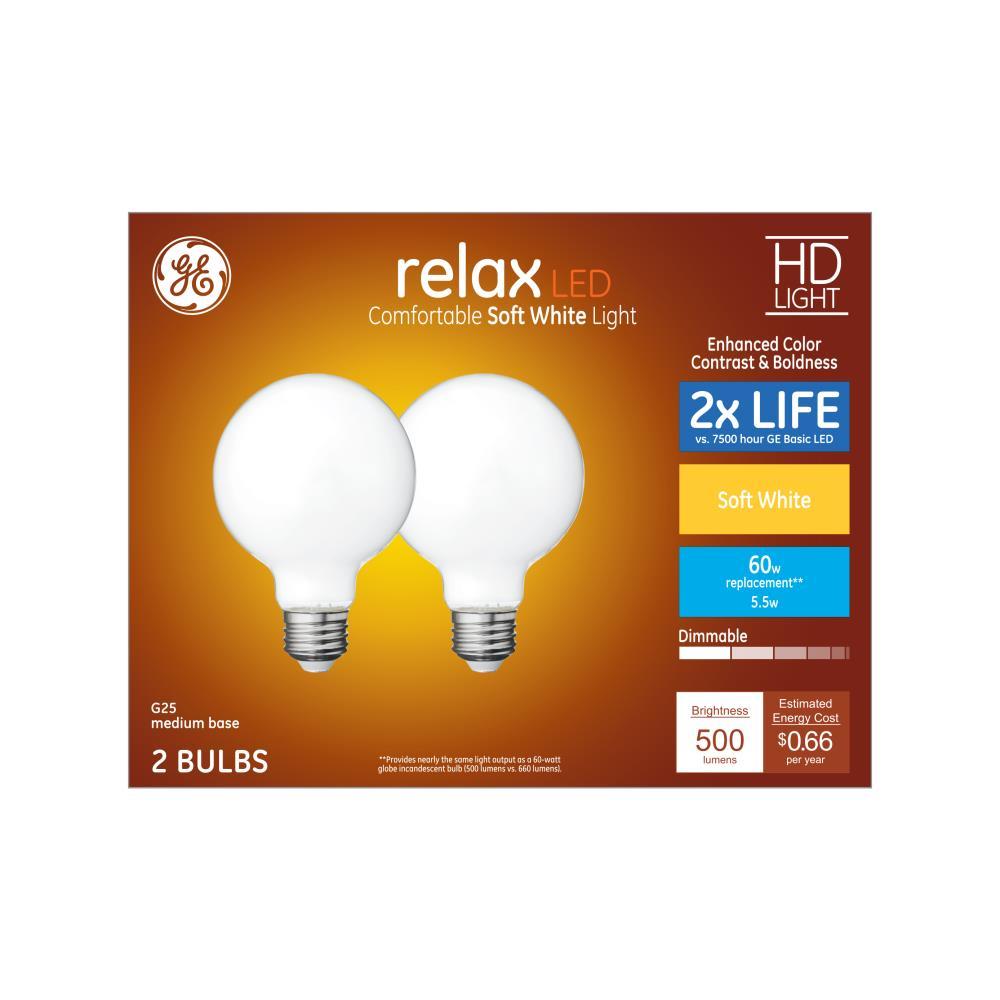 GE
relax LED
Comfortable Soft White Light
HD
LIGHT
Enhanced Color
Contrast & Boldness
2x LIFE
vs. 7500 hour GE Basic LED
Soft White
60w
replacement**
5.5w
Dimmable
G25
medium base
2 BULBS
**Provides nearly the same light output as a 60-watt
globe incandescent bulb (500 lumens vs. 660 lumens).
Brightness
500
lumens
Estimated
Energy Cost
$0.66
per year